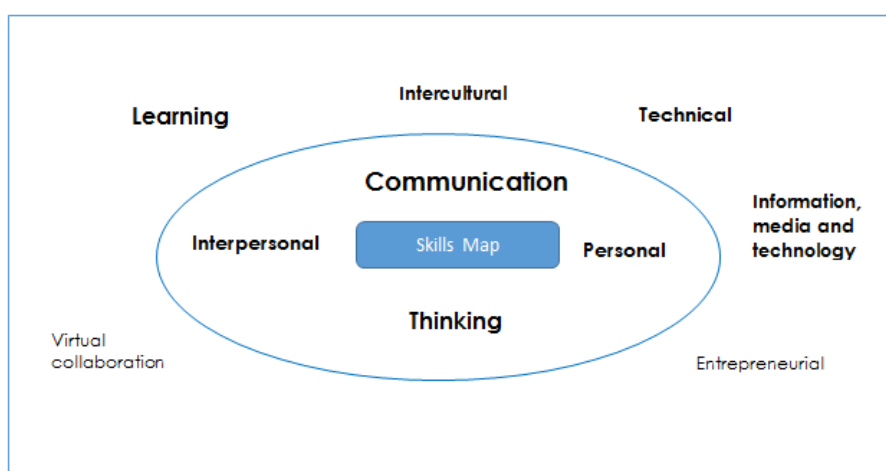 Intercultural
Learning
Technical
Communication
Information,
media and
technology
Interpersonal
Skills Map
Personal
Thinking
Virtual
collaboration
Entrepreneurial